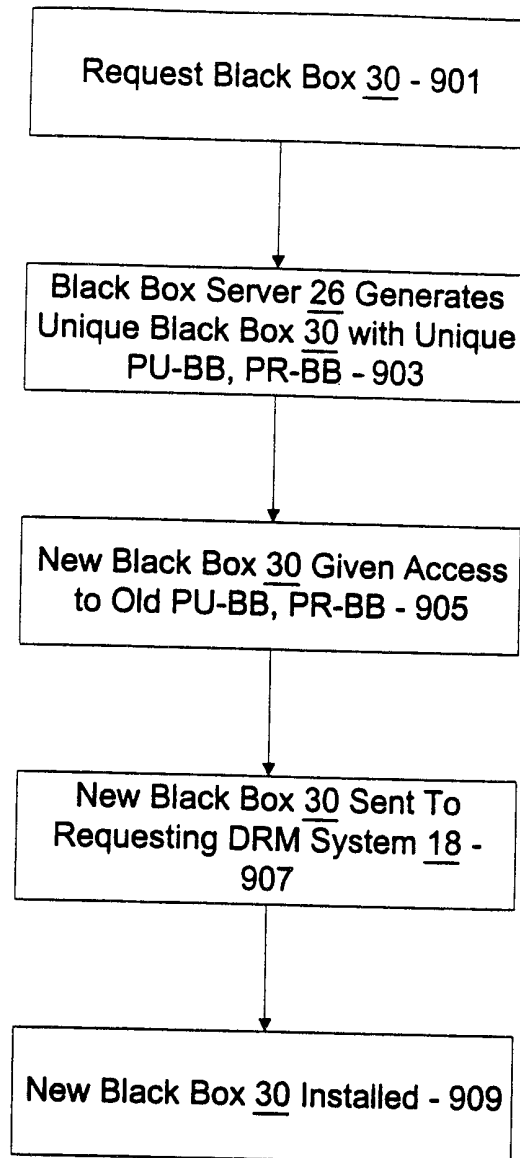 Request Black Box 30 - 901
Black Box Server 26 Generates
Unique Black Box 30 with Unique
PU-BB, PR-BB - 903
New Black Box 30 Given Access
to Old PU-BB, PR-BB - 905
New Black Box 30 Sent To
Requesting DRM System 18 -
907
New Black Box 30 Installed - 909